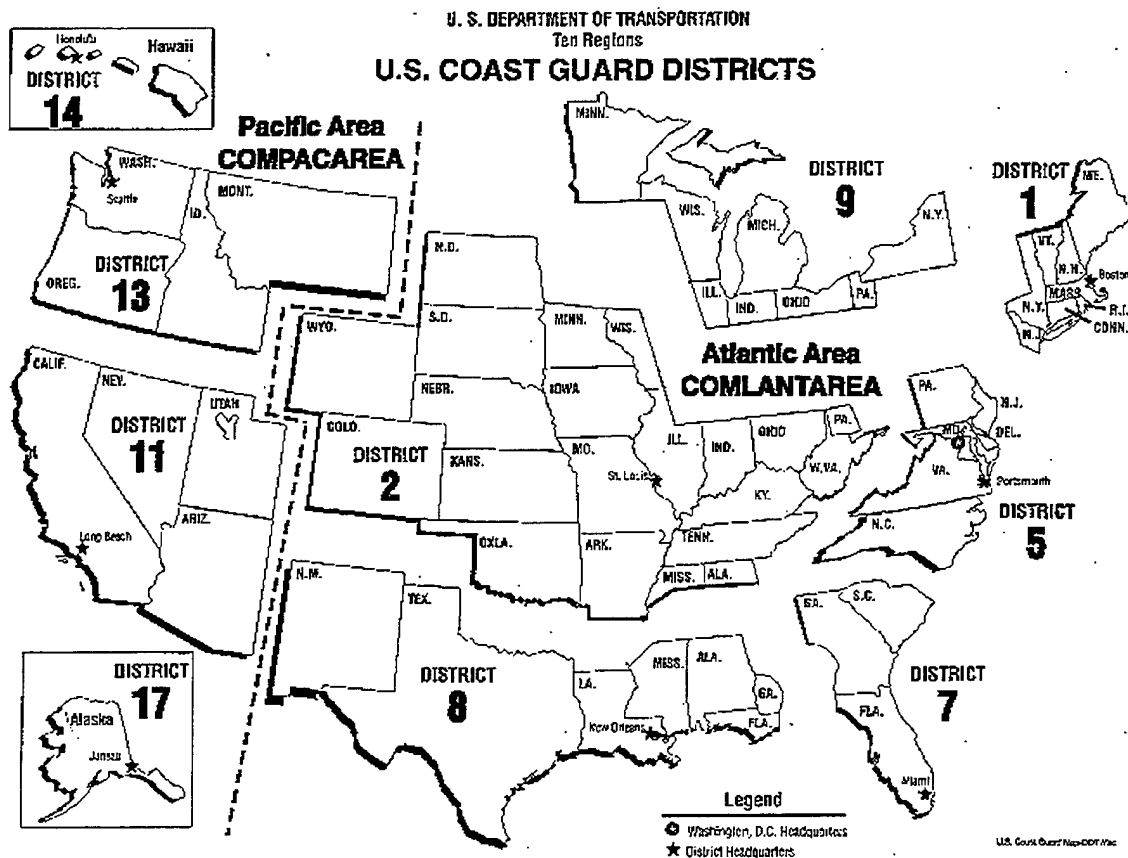 U. S. DEPARTMENT OF TRANSPORTATION
Ten Regions
U.S. COAST GUARD DISTRICTS
Honolulu
Hawaii
DISTRICT
14
Pacific Area
COMPACAREA
WASH.
Seattle
MONT.
ID.
OREG.
DISTRICT
13
MINN.
WIS.
MICH.
N.Y.
ILL.
IND.
OHIO
PA.
DISTRICT
9
DISTRICT
1
ME.
VT.
N.H.
Boston
MASS.
N.Y.
R.I.
CONN.
N.J.
CALIF.
NEV.
UTAH
ARIZ.
DISTRICT
11
Long Beach
N.D.
S.D.
MINN.
WIS.
WYO.
NEBR.
IOWA
COLO.
KANS.
MO.
ILL.
IND.
OHIO
PA.
W.VA.
KY.
St. Louis
DISTRICT
2
OKLA.
ARK.
TENN.
MISS.
ALA.
Atlantic Area
COMLANTAREA
PA.
N.J.
MD.
DEL.
VA.
Portsmouth
N.C.
DISTRICT
5
N.M.
TEX.
LA.
MISS.
ALA.
GA.
FLA.
New Orleans
DISTRICT
8
GA.
S.C.
FLA.
Miami
DISTRICT
7
DISTRICT
17
Alaska
Juneau
Legend
Washington, D.C. Headquarters
District Headquarters
U.S. Coast Guard